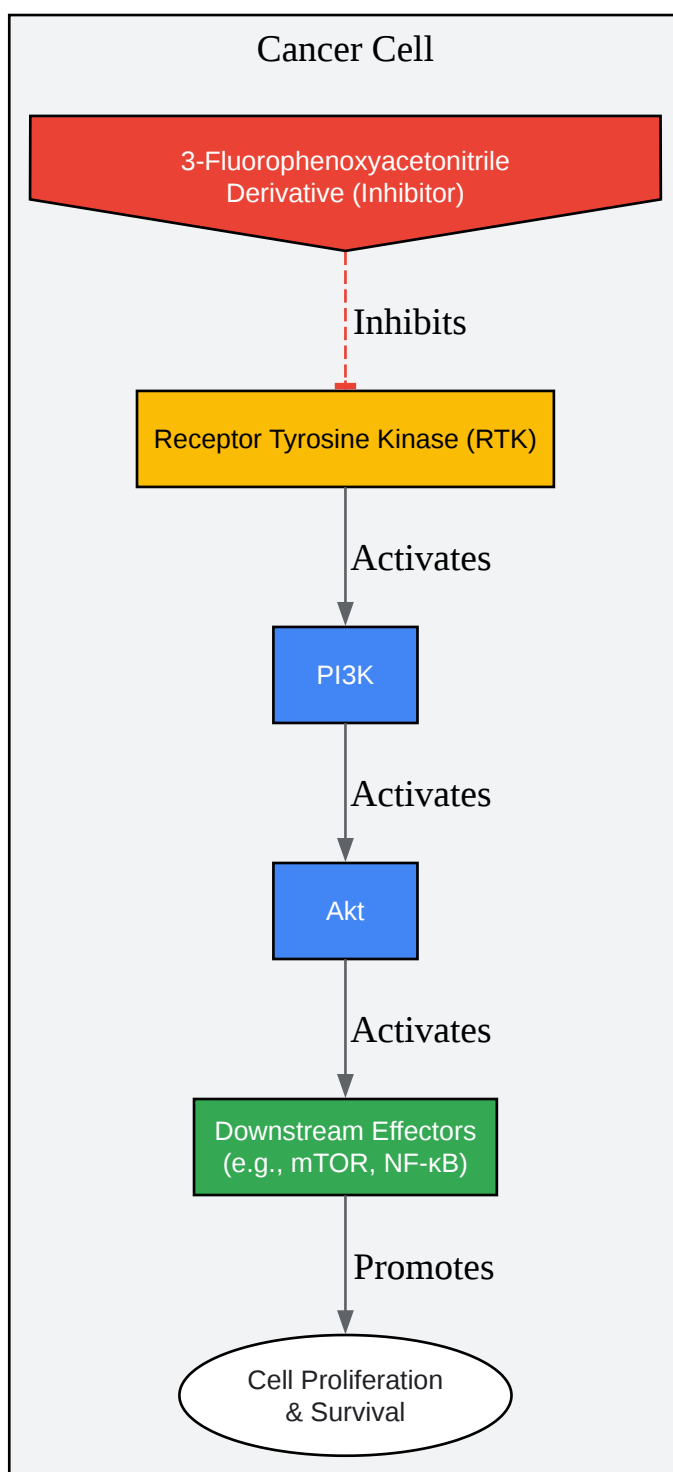 Cancer Cell
3-Fluorophenoxyacetonitrile
Derivative (Inhibitor)
Inhibits
Receptor Tyrosine Kinase (RTK)
Activates
PI3K
Activates
Akt
Activates
Downstream Effectors
(e.g., mTOR, NF-κB)
Promotes
Cell Proliferation
& Survival